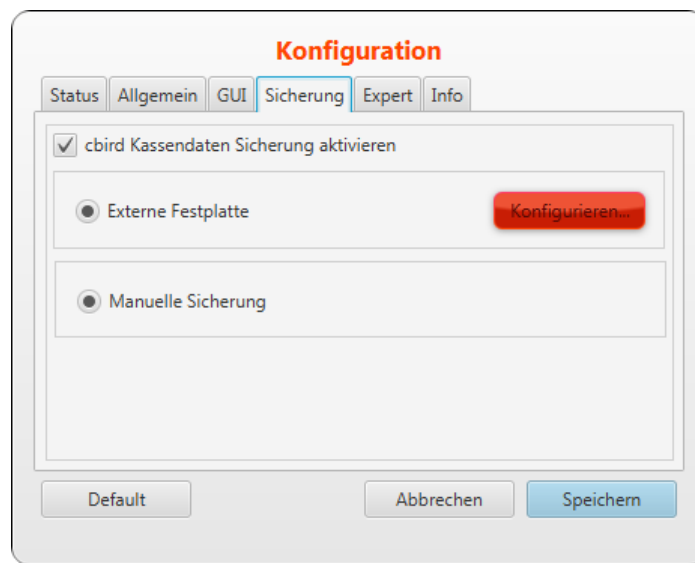 Konfiguration
Status Allgemein GUI Sicherung Expert Info
cbird Kassendaten Sicherung aktivieren
Externe Festplatte Konfigurieren...
Manuelle Sicherung
Default Abbrechen Speichern